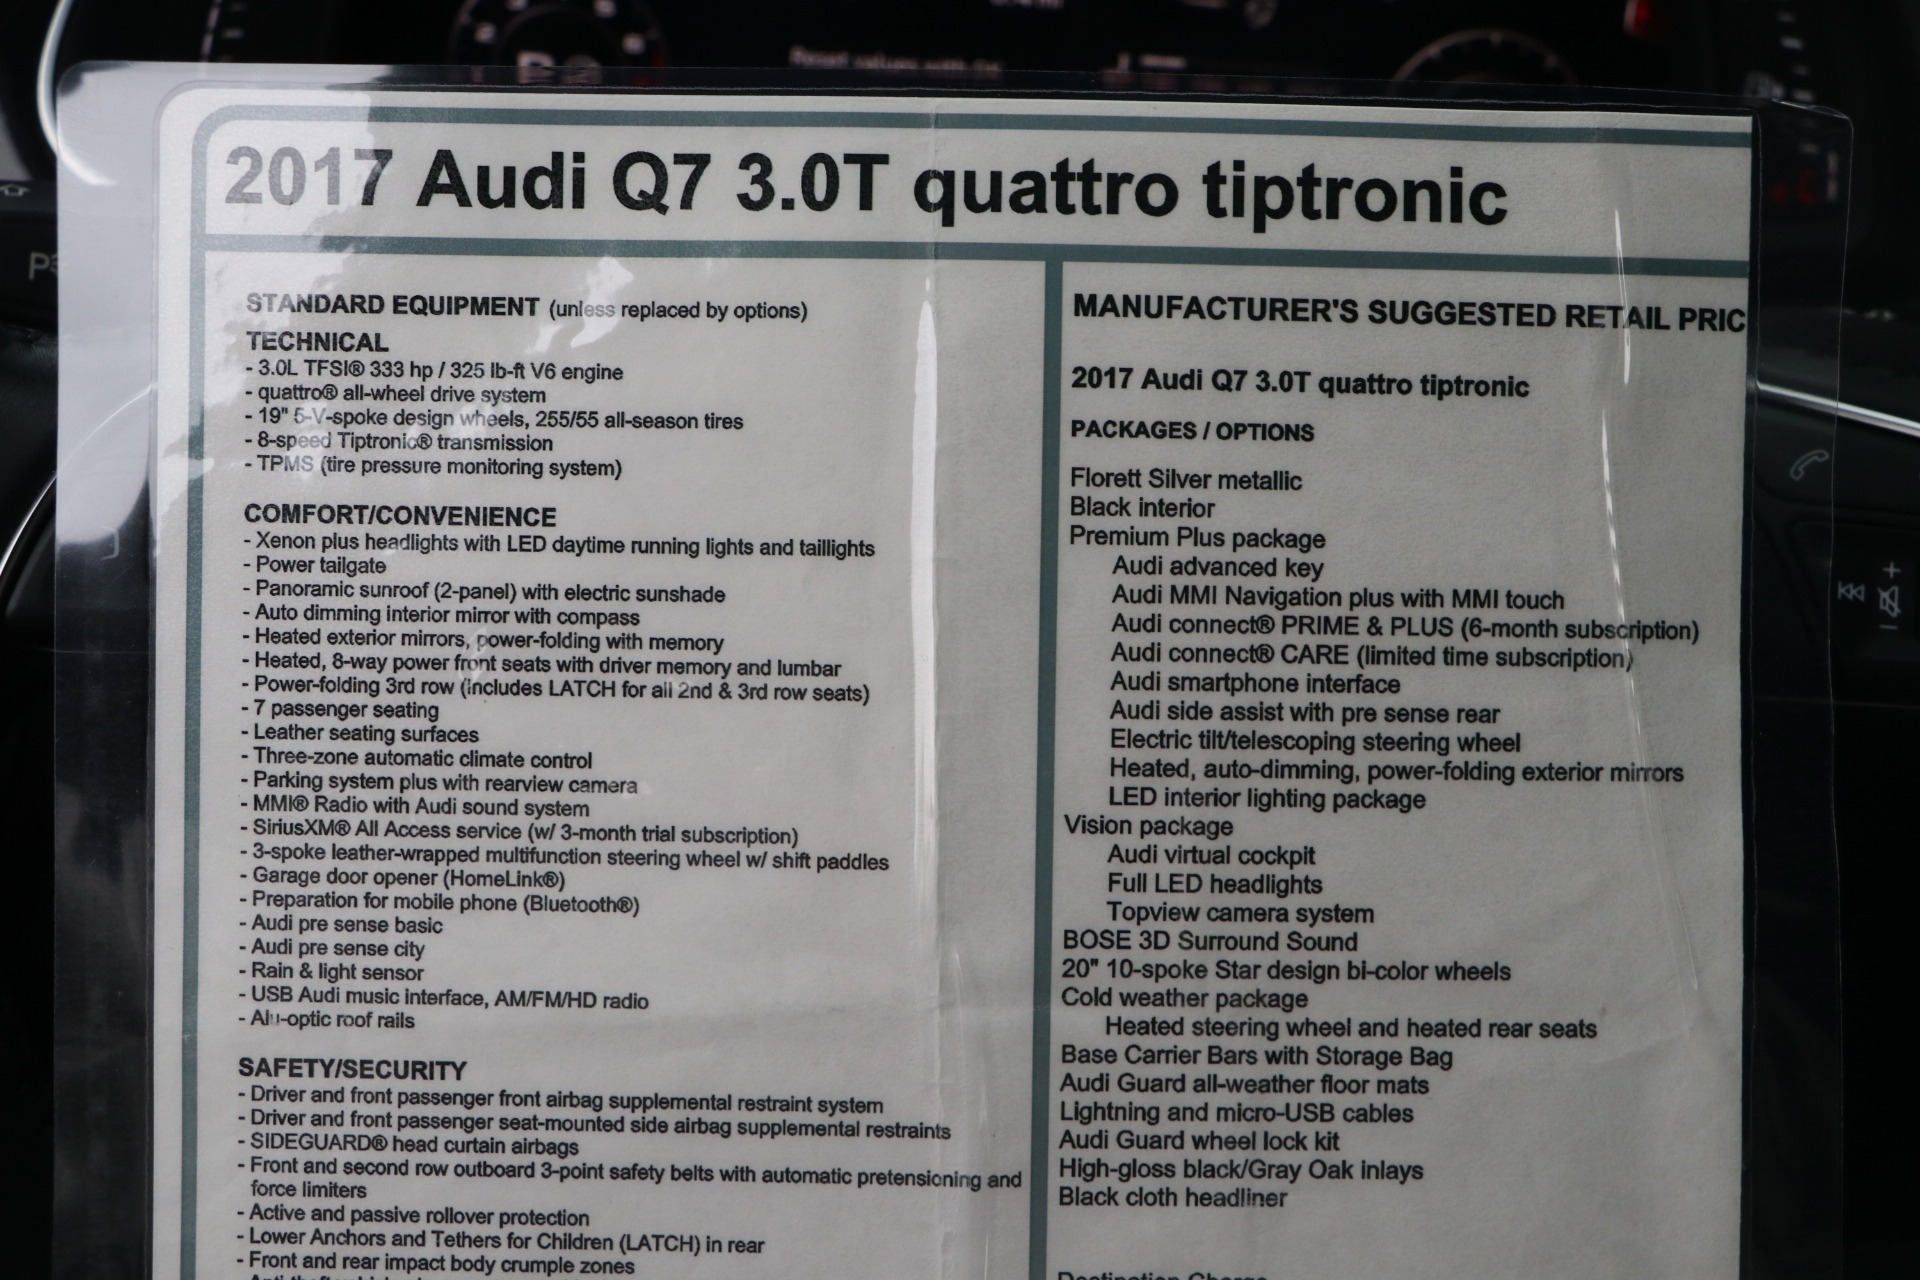 2017 Audi Q7 3.0T quattro tiptronic
STANDARD EQUIPMENT (unless replaced by options)
TECHNICAL
- 3.0L TFSI® 333 hp / 325 lb-ft V6 engine
- quattro® all-wheel drive system
- 19" 5-V-spoke design wheels, 255/55 all-season tires
- 8-speed Tiptronic® transmission
- TPMS (tire pressure monitoring system)
COMFORT/CONVENIENCE
- Xenon plus headlights with LED daytime running lights and taillights
- Power tailgate
- Panoramic sunroof (2-panel) with electric sunshade
- Auto dimming interior mirror with compass
- Heated exterior mirrors, power-folding with memory
- Heated, 8-way power front seats with driver memory and lumbar
- Power-folding 3rd row (includes LATCH for all 2nd & 3rd row seats)
- 7 passenger seating
- Leather seating surfaces
- Three-zone automatic climate control
- Parking system plus with rearview camera
- MMI® Radio with Audi sound system
- SiriusXM® All Access service (w/ 3-month trial subscription)
- 3-spoke leather-wrapped multifunction steering wheel w/ shift paddles
- Garage door opener (HomeLink®)
- Preparation for mobile phone (Bluetooth®)
- Audi pre sense basic
- Audi pre sense city
- Rain & light sensor
- USB Audi music interface, AM/FM/HD radio
- Alu-optic roof rails
SAFETY/SECURITY
- Driver and front passenger front airbag supplemental restraint system
- Driver and front passenger seat-mounted side airbag supplemental restraints
- SIDEGUARD® head curtain airbags
- Front and second row outboard 3-point safety belts with automatic pretensioning and
force limiters
- Active and passive rollover protection
- Lower Anchors and Tethers for Children (LATCH) in rear
- Front and rear impact body crumple zones
MANUFACTURER'S SUGGESTED RETAIL PRIC
2017 Audi Q7 3.0T quattro tiptronic
PACKAGES / OPTIONS
Florett Silver metallic
Black interior
Premium Plus package
Audi advanced key
Audi MMI Navigation plus with MMI touch
Audi connect® PRIME & PLUS (6-month subscription)
Audi connect® CARE (limited time subscription)
Audi smartphone interface
Audi side assist with pre sense rear
Electric tilt/telescoping steering wheel
Heated, auto-dimming, power-folding exterior mirrors
LED interior lighting package
Vision package
Audi virtual cockpit
Full LED headlights
Topview camera system
BOSE 3D Surround Sound
20" 10-spoke Star design bi-color wheels
Cold weather package
Heated steering wheel and heated rear seats
Base Carrier Bars with Storage Bag
Audi Guard all-weather floor mats
Lightning and micro-USB cables
Audi Guard wheel lock kit
High-gloss black/Gray Oak inlays
Black cloth headliner